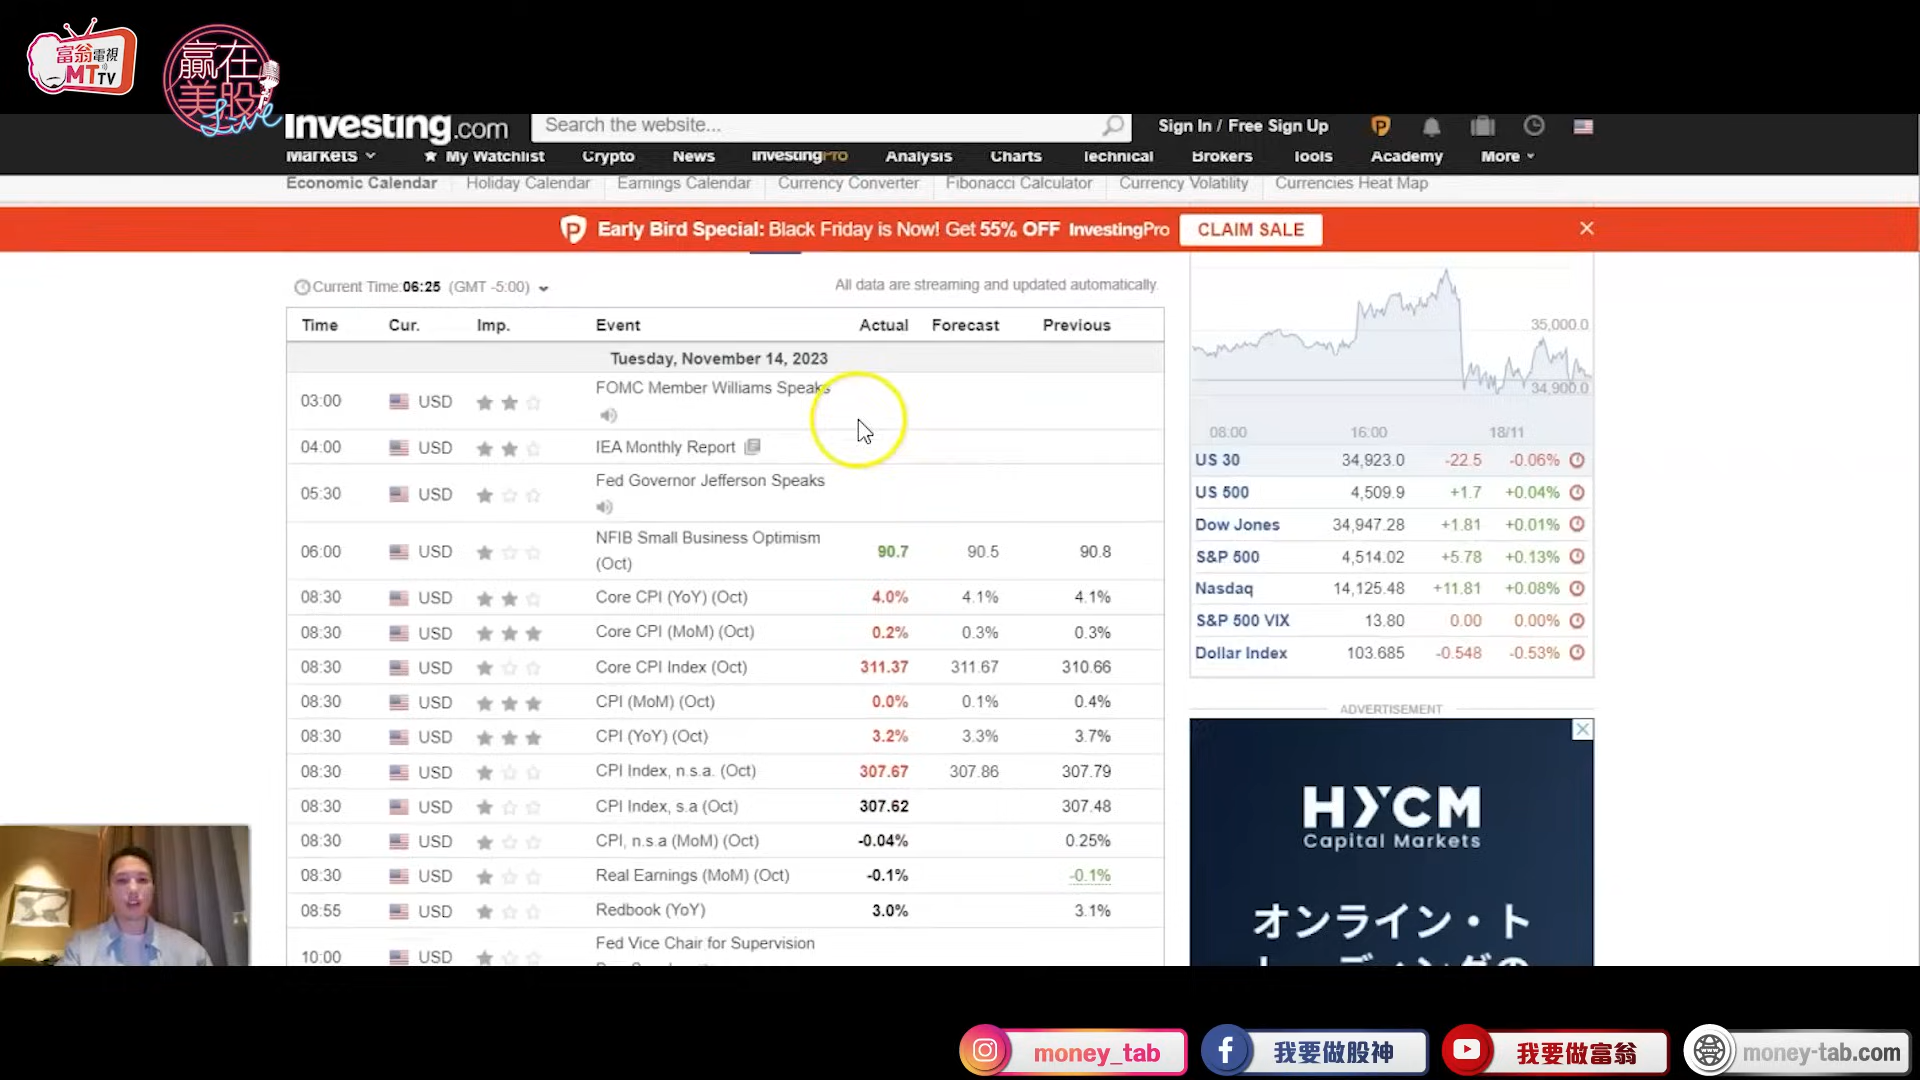 富翁電視
MTTV
贏在
美股
Live
Investing.com
Search the website...
Sign In / Free Sign Up
Markets
My Watchlist
Crypto
News
InvestingPro
Analysis
Charts
Technical
Brokers
Tools
Academy
More
Economic Calendar
Holiday Calendar
Earnings Calendar
Currency Converter
Fibonacci Calculator
Currency Volatility
Currencies Heat Map
Early Bird Special: Black Friday is Now! Get 55% OFF InvestingPro
CLAIM SALE
Current Time:06:25 (GMT -5:00)
All data are streaming and updated automatically.
Time Cur. Imp. Event Actual Forecast Previous
Tuesday, November 14, 2023
03:00 USD FOMC Member Williams Speaks
04:00 USD IEA Monthly Report
05:30 USD Fed Governor Jefferson Speaks
06:00 USD NFIB Small Business Optimism (Oct) 90.7 90.5 90.8
08:30 USD Core CPI (YoY) (Oct) 4.0% 4.1% 4.1%
08:30 USD Core CPI (MoM) (Oct) 0.2% 0.3% 0.3%
08:30 USD Core CPI Index (Oct) 311.37 311.67 310.66
08:30 USD CPI (MoM) (Oct) 0.0% 0.1% 0.4%
08:30 USD CPI (YoY) (Oct) 3.2% 3.3% 3.7%
08:30 USD CPI Index, n.s.a. (Oct) 307.67 307.86 307.79
08:30 USD CPI Index, s.a (Oct) 307.62 307.48
08:30 USD CPI, n.s.a (MoM) (Oct) -0.04% 0.25%
08:30 USD Real Earnings (MoM) (Oct) -0.1% -0.1%
08:55 USD Redbook (YoY) 3.0% 3.1%
10:00 USD Fed Vice Chair for Supervision
35,000.0
34,900.0
08:00 16:00 18/11
US 30 34,923.0 -22.5 -0.06%
US 500 4,509.9 +1.7 +0.04%
Dow Jones 34,947.28 +1.81 +0.01%
S&P 500 4,514.02 +5.78 +0.13%
Nasdaq 14,125.48 +11.81 +0.08%
S&P 500 VIX 13.80 0.00 0.00%
Dollar Index 103.685 -0.548 -0.53%
ADVERTISEMENT
HYCM
Capital Markets
オンライン・ト
レーディングの
money_tab
我要做股神
我要做富翁
money-tab.com